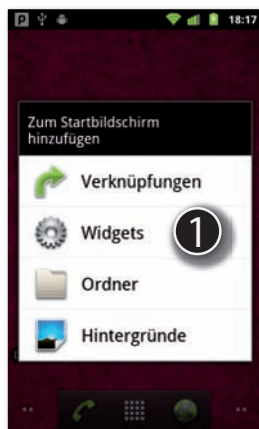 18:17
Zum Startbildschirm
hinzufügen
Verknüpfungen
Widgets
1
Ordner
Hintergründe